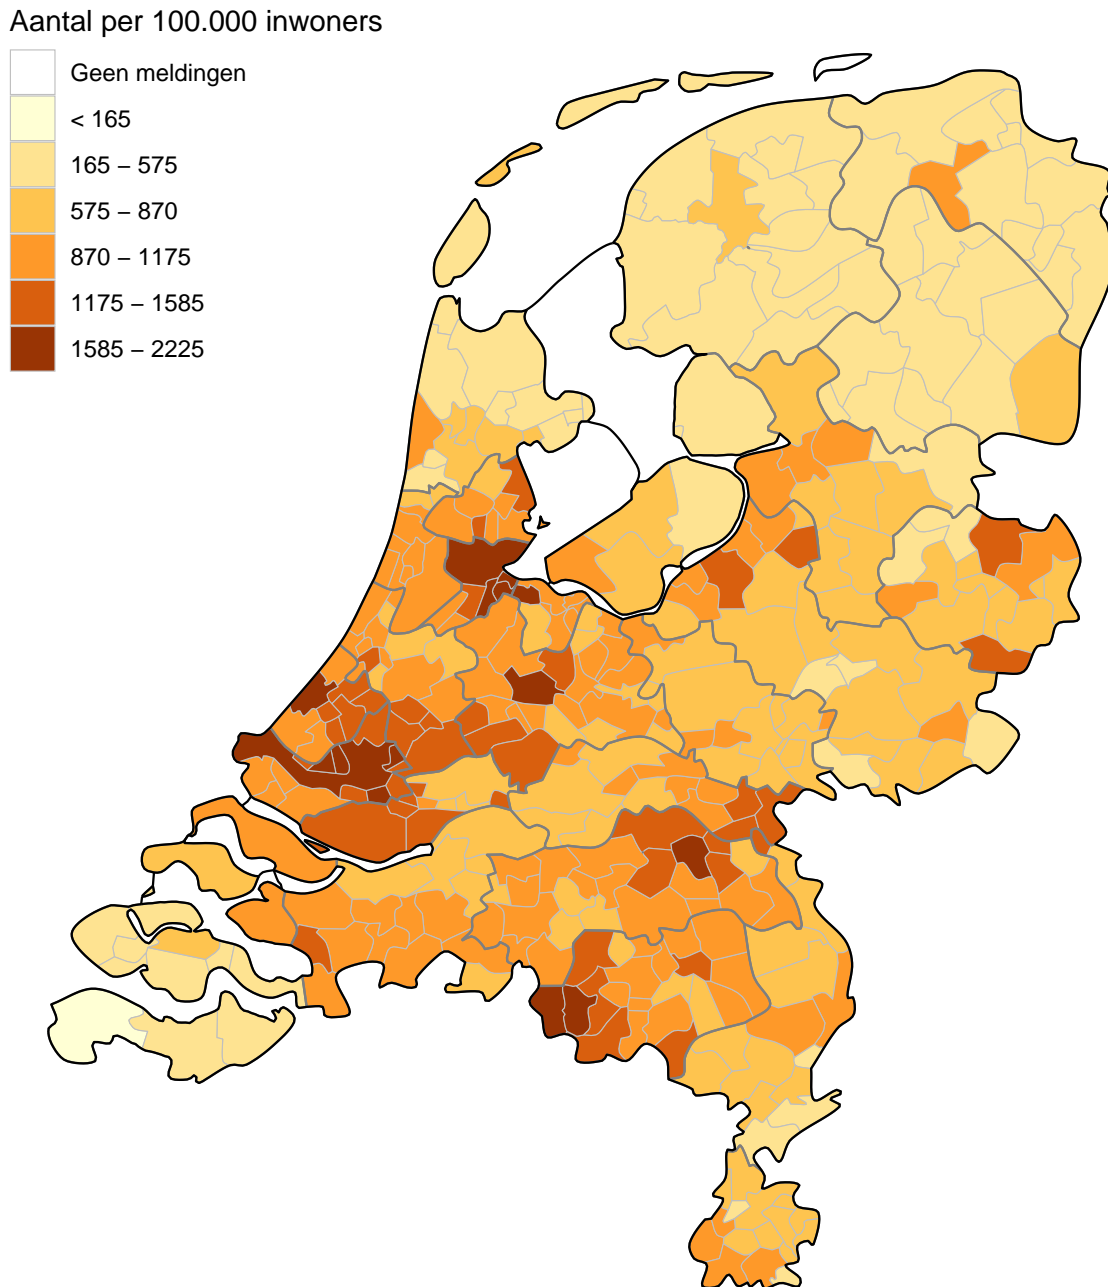 Aantal per 100.000 inwoners
Geen meldingen
< 165
165 – 575
575 – 870
870 – 1175
1175 – 1585
1585 – 2225